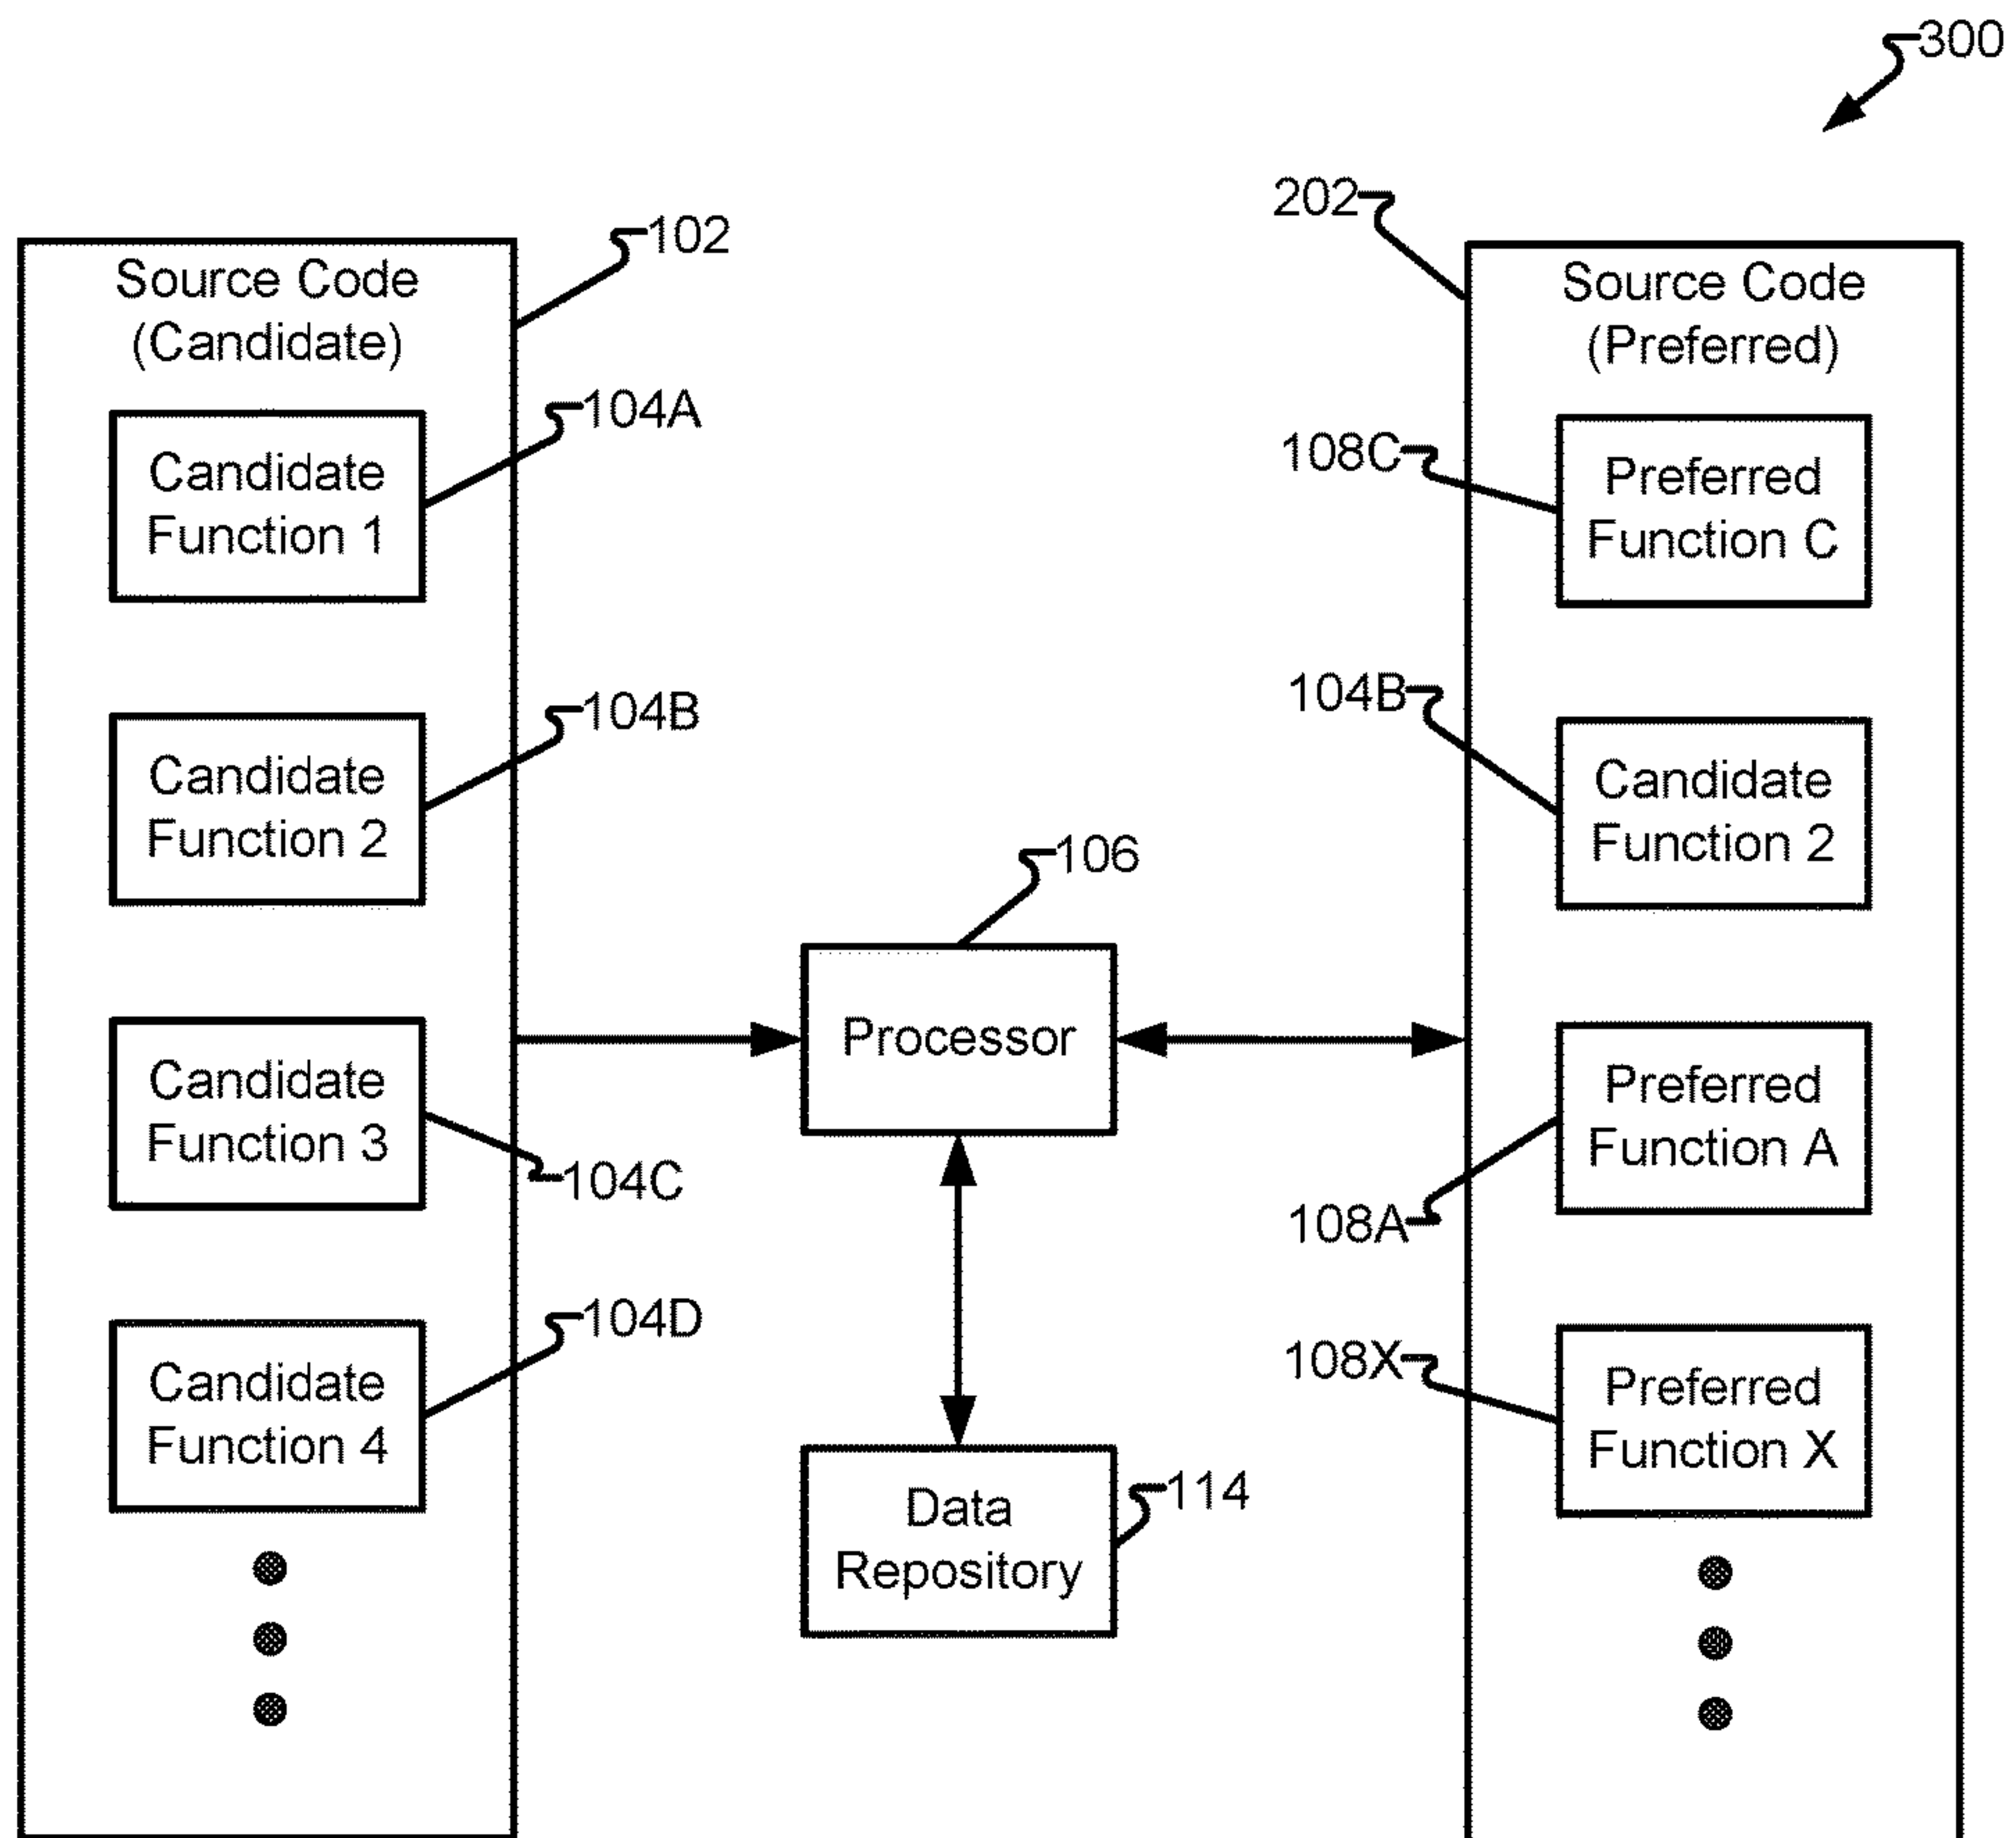 300
102
Source Code
(Candidate)
104A
Candidate
Function 1
104B
Candidate
Function 2
Candidate
Function 3
104C
104D
Candidate
Function 4
106
Processor
Data
Repository
114
202
Source Code
(Preferred)
108C
Preferred
Function C
104B
Candidate
Function 2
Preferred
Function A
108A
108X
Preferred
Function X